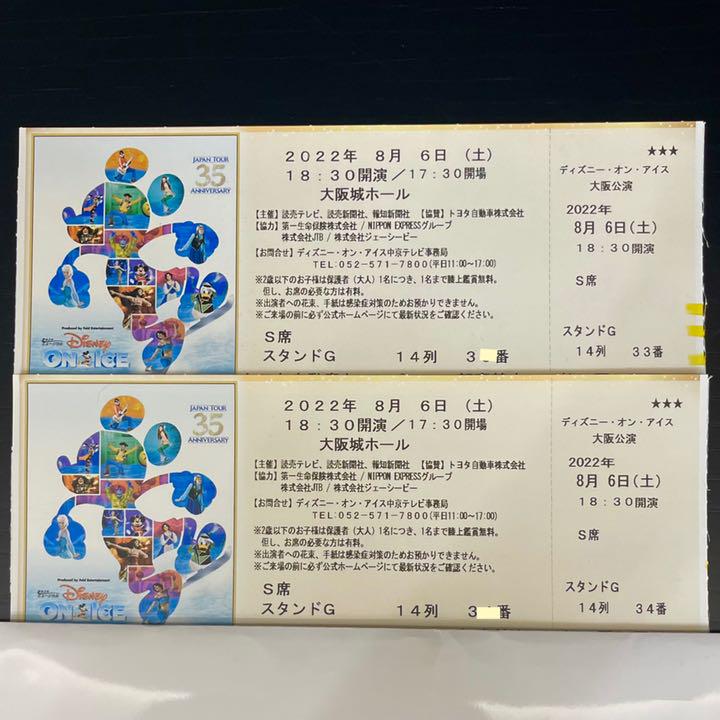 JAPAN TOUR
35
ANNIVERSARY
Produced by Feld Entertainment
Disney
ON ICE
2022年 8月 6日 (土)
18:30開演/17:30開場
大阪城ホール
【主催】読売テレビ、読売新聞社、報知新聞社 【協賛】トヨタ自動車株式会社
【協力】第一生命保険株式会社/NIPPON EXPRESSグループ
株式会社JTB/株式会社ジェーシービー
【お問合せ】ディズニー・オン・アイス中京テレビ事務局
TEL:052-571-7800(平日11:00~17:00)
※2歳以下のお子様は保護者(大人)1名につき、1名まで膝上鑑賞無料。
但し、お席の必要な方は有料。
※出演者への花束、手紙は感染症対策のためお預かりできません。
※ご来場の前に必ず公式ホームページにて最新状況をご確認ください。
S席
スタンドG 14列 3 番
★★★
ディズニー・オン・アイス
大阪公演
2022年
8月 6日(土)
18:30開演
S席
スタンドG
14列 33番
JAPAN TOUR
35
ANNIVERSARY
Produced by Feld Entertainment
Disney
ON ICE
2022年 8月 6日 (土)
18:30開演/17:30開場
大阪城ホール
【主催】読売テレビ、読売新聞社、報知新聞社 【協賛】トヨタ自動車株式会社
【協力】第一生命保険株式会社/NIPPON EXPRESSグループ
株式会社JTB/株式会社ジェーシービー
【お問合せ】ディズニー・オン・アイス中京テレビ事務局
TEL:052-571-7800(平日11:00~17:00)
※2歳以下のお子様は保護者(大人)1名につき、1名まで膝上鑑賞無料。
但し、お席の必要な方は有料。
※出演者への花束、手紙は感染症対策のためお預かりできません。
※ご来場の前に必ず公式ホームページにて最新状況をご確認ください。
S席
スタンドG 14列 3 番
★★★
ディズニー・オン・アイス
大阪公演
2022年
8月 6日(土)
18:30開演
S席
スタンドG
14列 34番